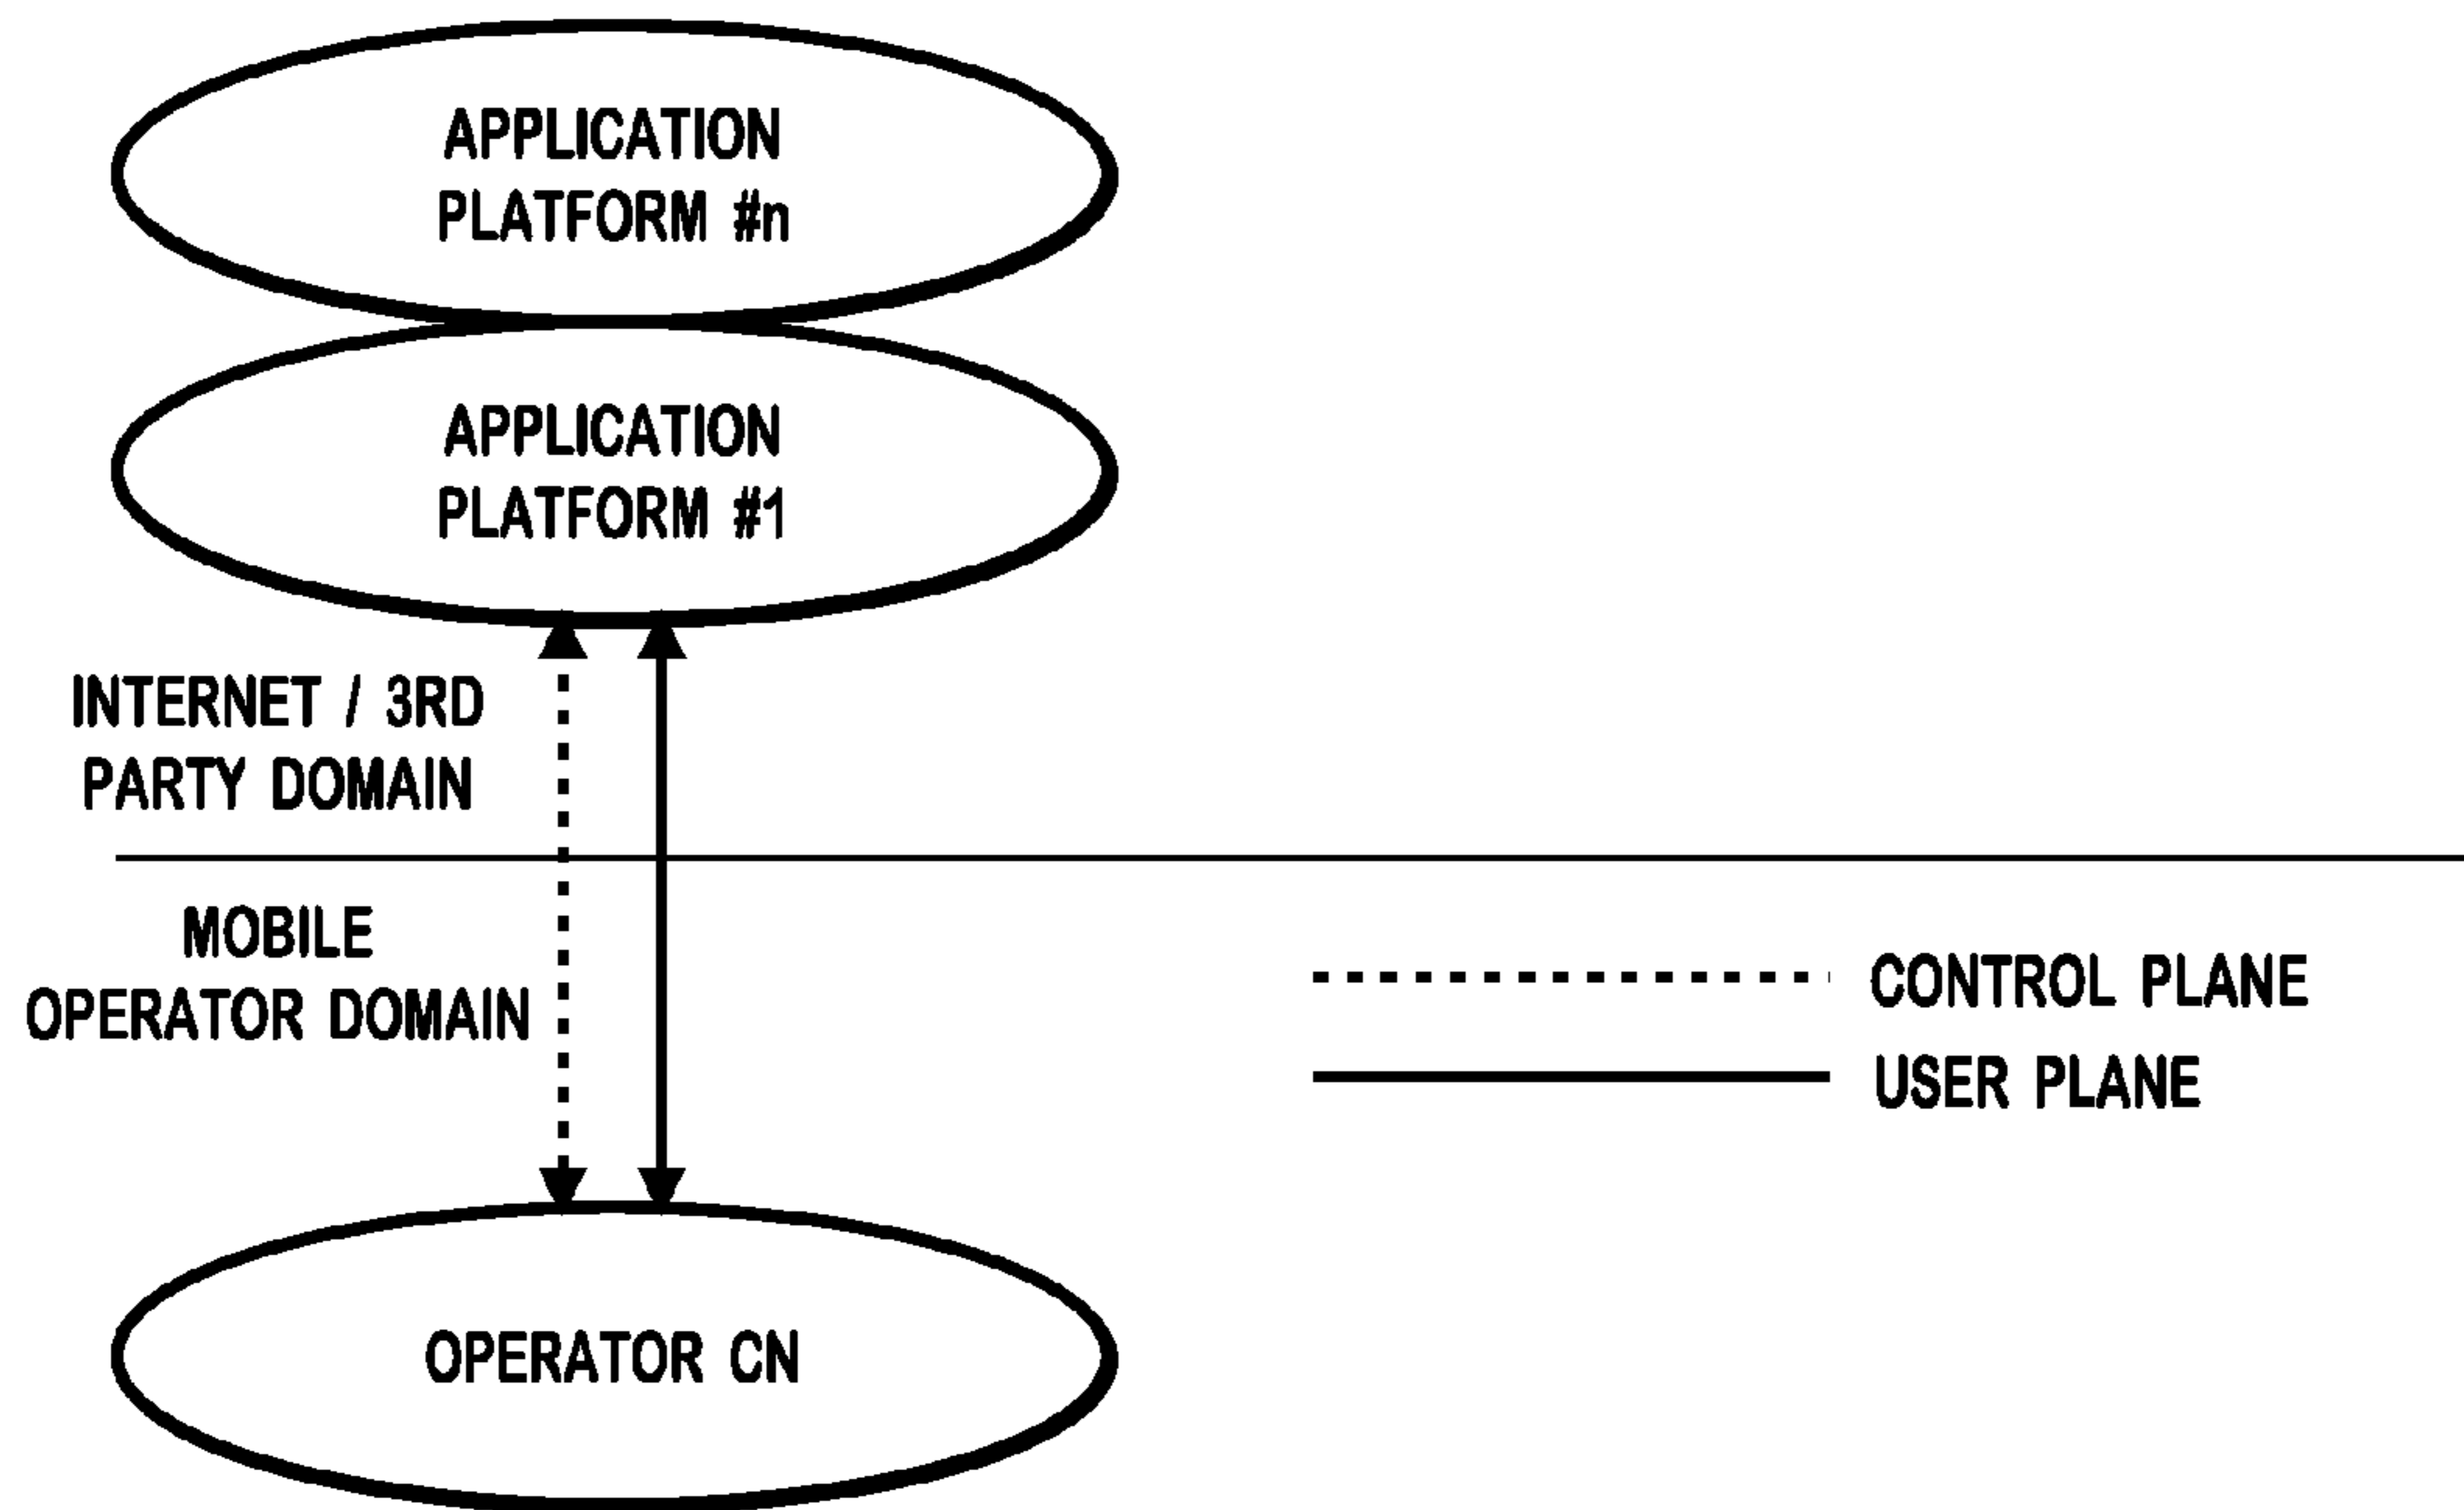 APPLICATION
PLATFORM #n
APPLICATION
PLATFORM #1
INTERNET / 3RD
PARTY DOMAIN
MOBILE
OPERATOR DOMAIN
CONTROL PLANE
USER PLANE
OPERATOR CN